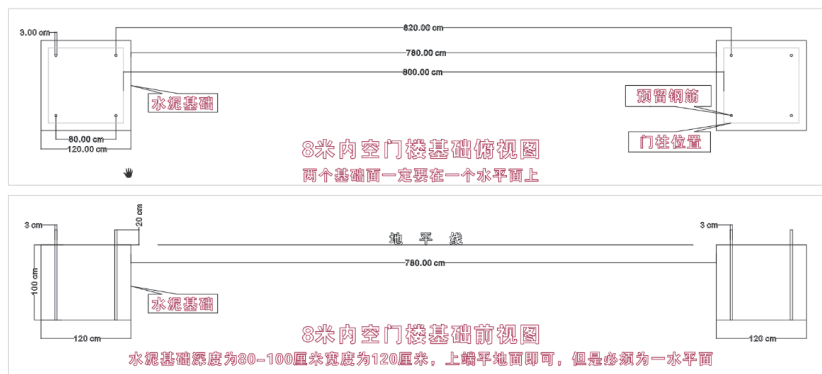 820.00 cm
3.00 cm
780.00 cm
800.00 cm
水泥基础
预留钢筋
门柱位置
80.00 cm
120.00 cm
8米内空门楼基础俯视图
两个基础面一定要在一个水平面上
3 cm
20 cm
3 cm
地 平 线
780.00 cm
100 cm
水泥基础
120 cm
120 cm
8米内空门楼基础前视图
水泥基础深度为80-100厘米宽度为120厘米，上端平地面即可，但是必须为一水平面